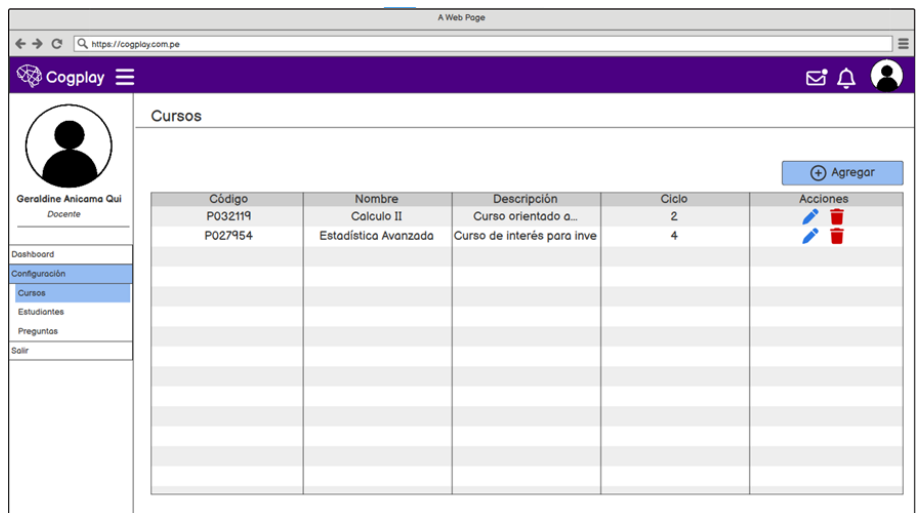 A Web Page
https://cogplay.com.pe
Cogplay
Geraldine Anicama Qui
Docente
Dashboard
Configuración
Cursos
Estudiantes
Preguntas
Salir
Cursos
Agregar
Código Nombre Descripción Ciclo Acciones
P032119 Calculo II Curso orientado a... 2
P027954 Estadística Avanzada Curso de interés para inve 4